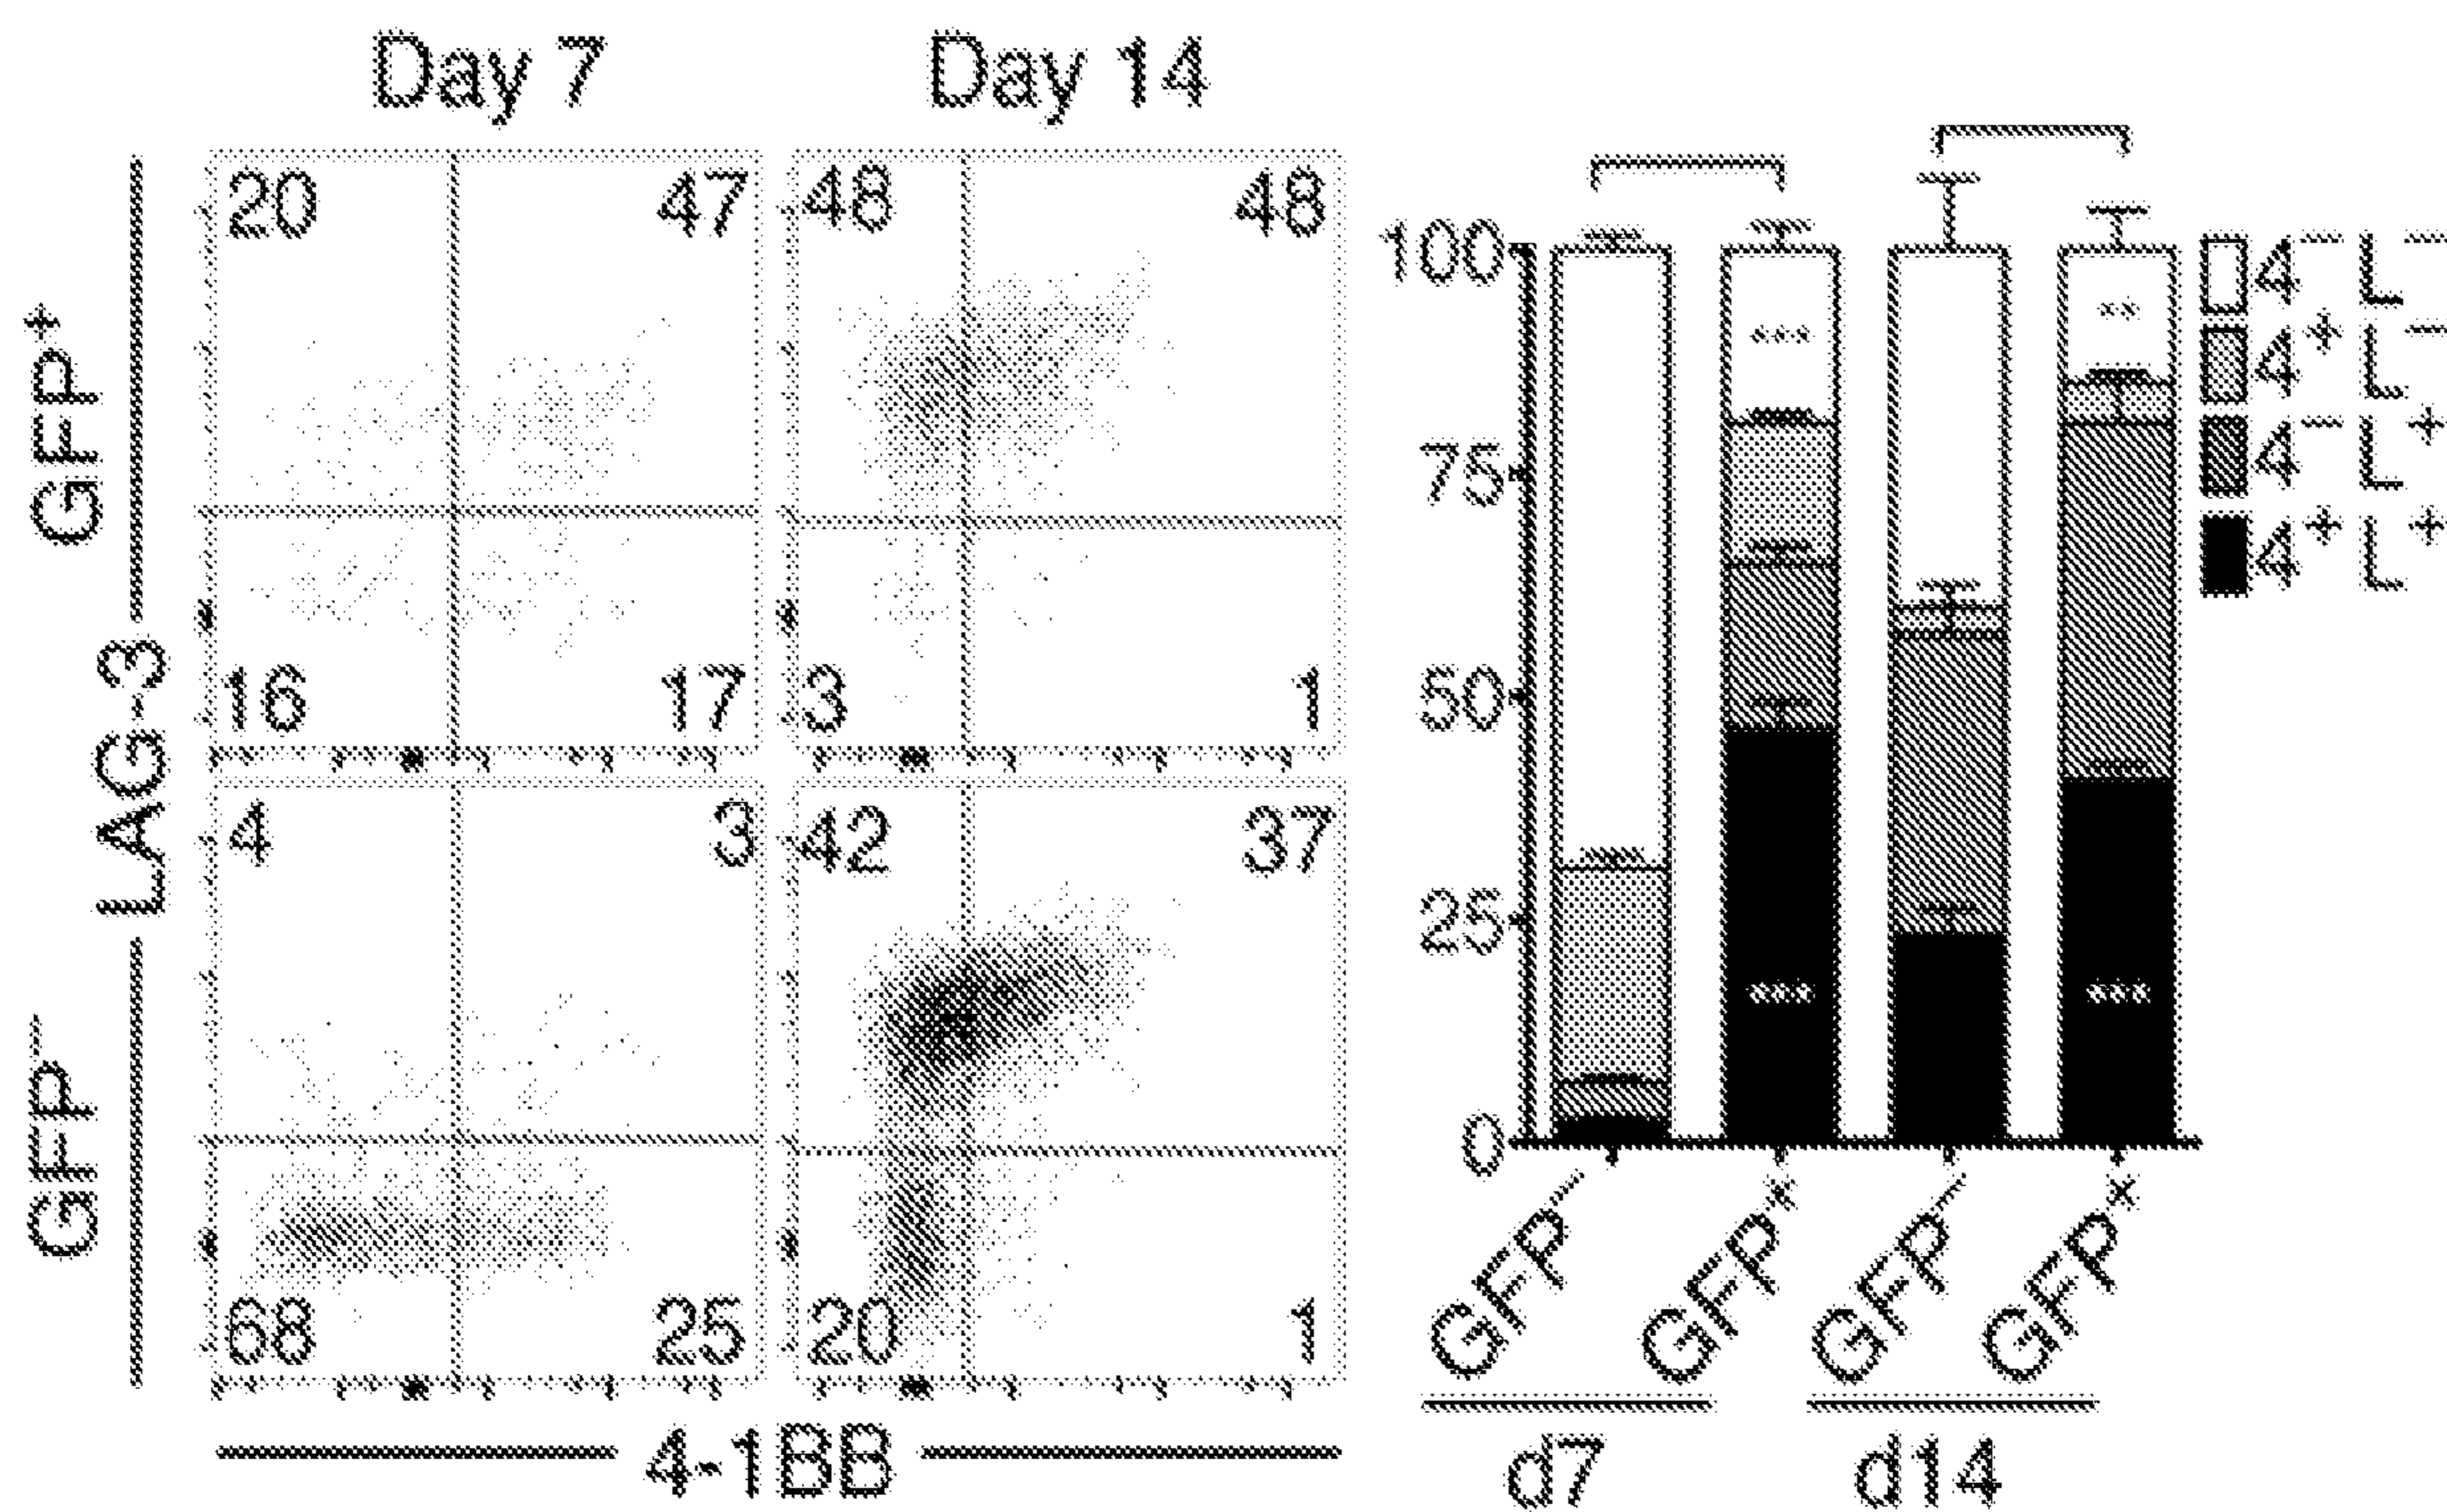 Day 7 Day 14
GFP⁺
LAG-3
GFP⁻
20 47 48 48
16 17 3 1
4 3 42 37
68 25 20 1
4-1BB
100
75
50
25
0
4⁻ L⁻
4⁺ L⁻
4⁻ L⁺
4⁺ L⁺
*** **
*** ***
GFP⁻ GFP⁺ GFP⁻ GFP⁺
d7 d14